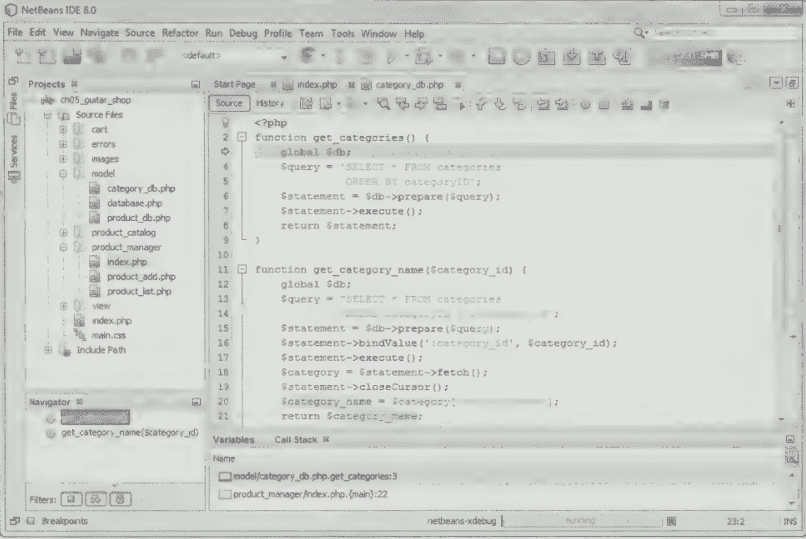 NetBeans IDE 8.0
File Edit View Navigate Source Refactor Run Debug Profile Team Tools Window Help
<default>
Projects
Files
Services
ch05_guitar_shop
Source Files
cart
errors
images
model
category_db.php
database.php
product_db.php
product_catalog
product_manager
index.php
product_add.php
product_list.php
view
index.php
main.css
Include Path
Navigator
get_category_name($category_id)
Filters:
Start Page index.php category_db.php
Source History
<?php
2 function get_categories() {
global $db;
4 $query = 'SELECT * FROM categories
5 ORDER BY categoryID';
6 $statement = $db->prepare($query);
7 $statement->execute();
8 return $statement;
9 }
10
11 function get_category_name($category_id) {
12 global $db;
13 $query = "SELECT * FROM categories
14 ";
15 $statement = $db->prepare($query);
16 $statement->bindValue(':category_id', $category_id);
17 $statement->execute();
18 $category = $statement->fetch();
19 $statement->closeCursor();
20 $category_name = $category[ ];
21 return
Variables Call Stack
Name
model/category_db.php.get_categories:3
product_manager/index.php.{main}:22
Breakpoints netbeans-xdebug running 23:2 INS